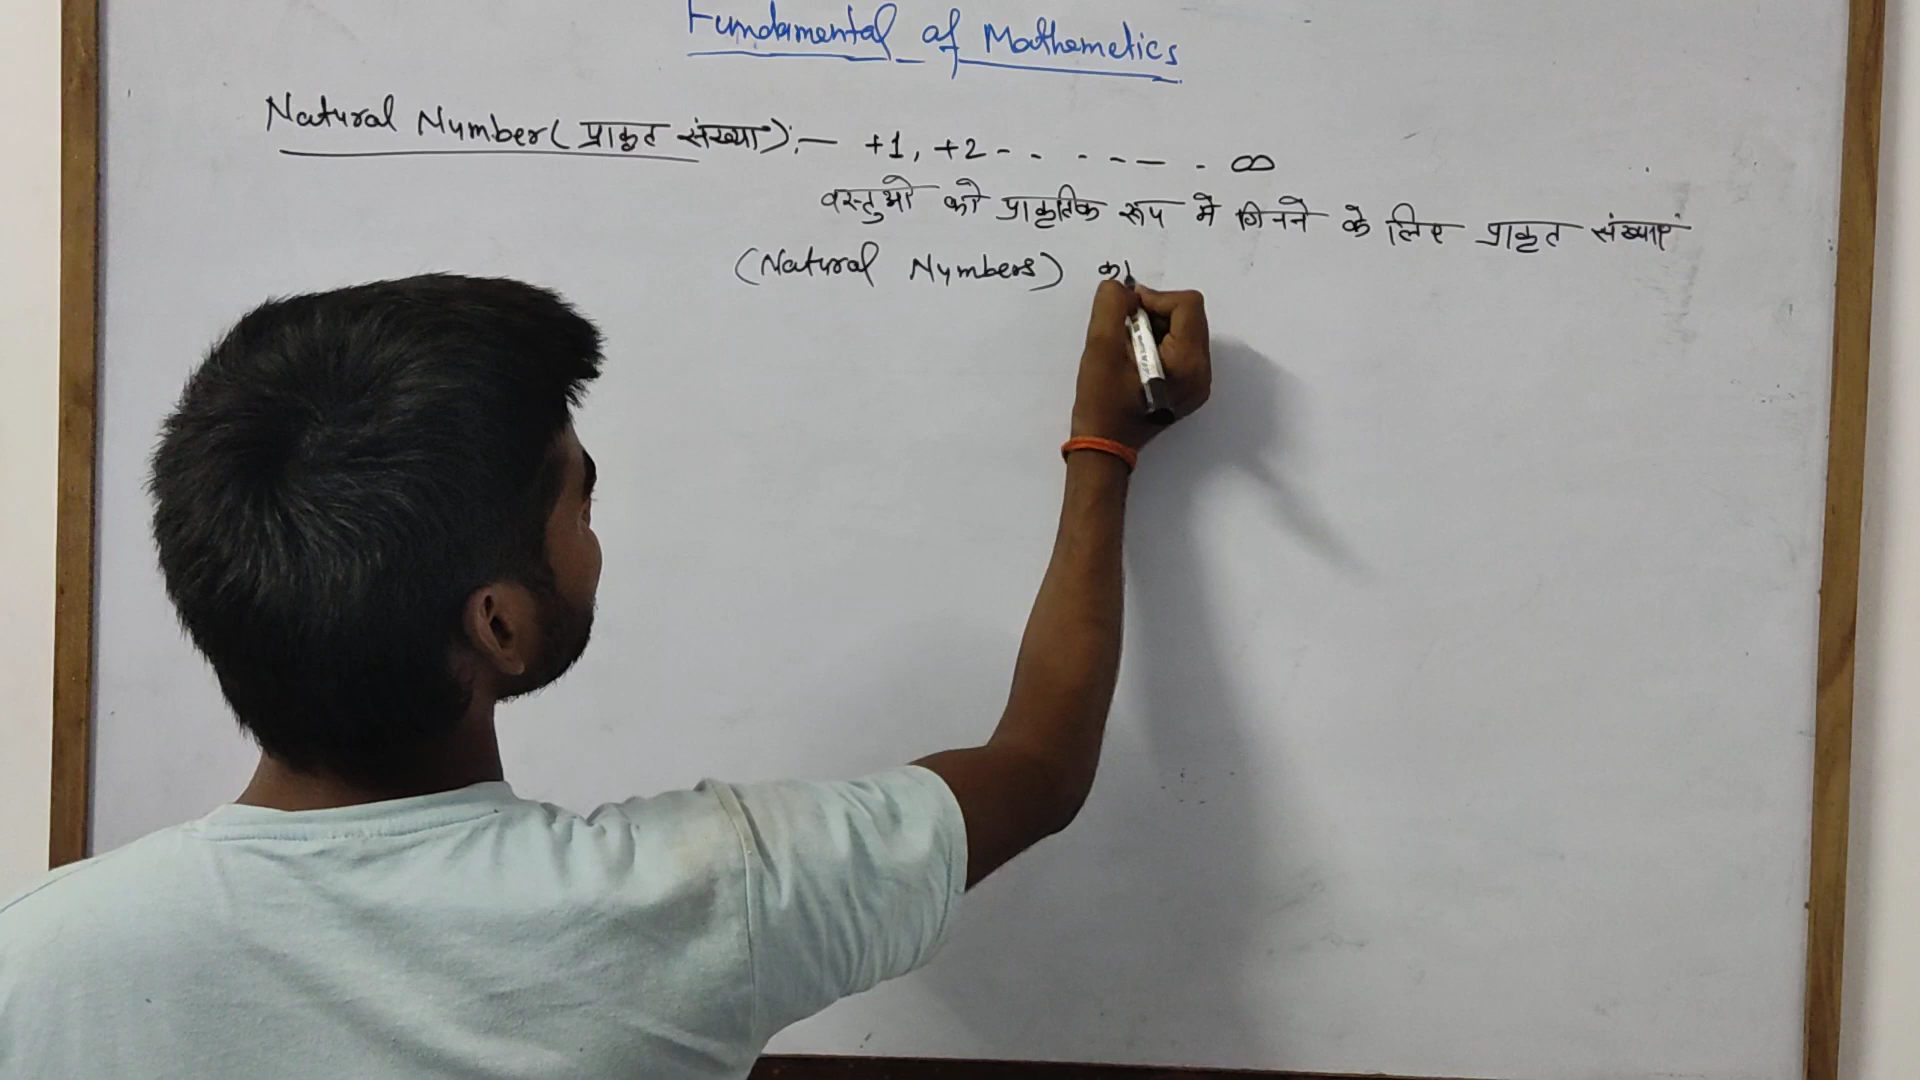 Fundamental of Mathemetics
Natural Number (प्राकृत संख्या):— +1, +2 - - - - — - ∞
वस्तुओ को प्राकृतिक रूप मे गिनने के लिए प्राकृत संख्याएं
(Natural Numbers) का